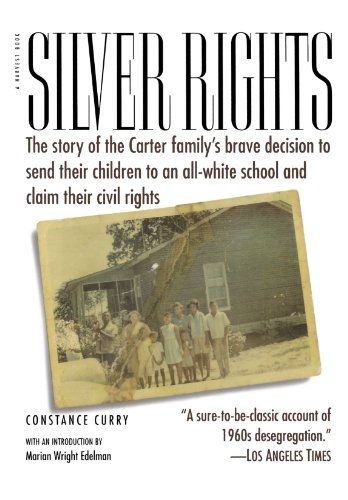 A HARVEST BOOK
SILVER RIGHTS
The story of the Carter family's brave decision to
send their children to an all-white school and
claim their civil rights
CONSTANCE CURRY
WITH AN INTRODUCTION BY
Marian Wright Edelman
"A sure-to-be-classic account of
1960s desegregation."
—LOS ANGELES TIMES